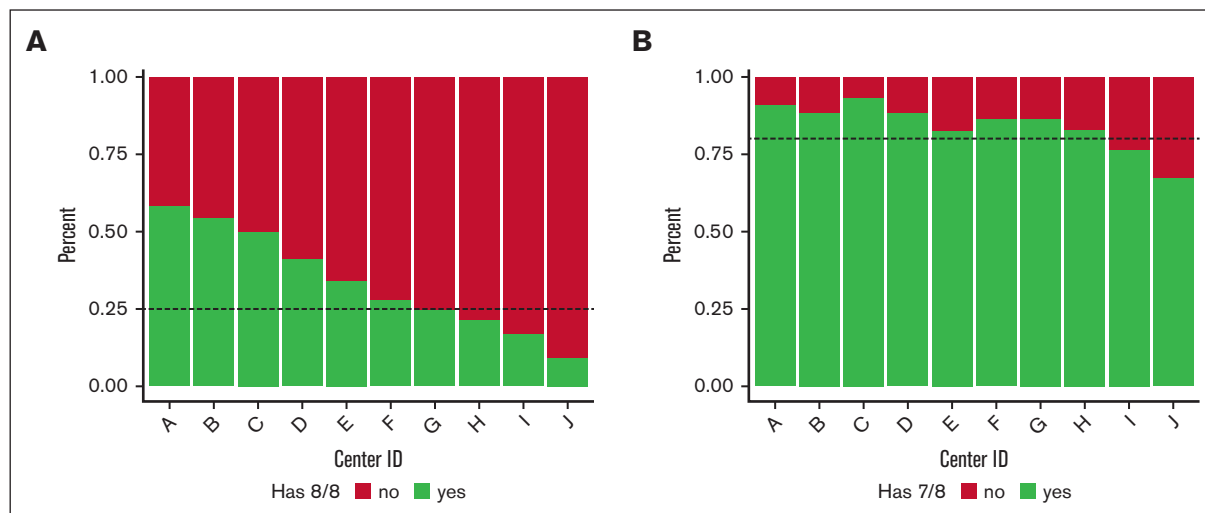 A
1.00
0.75
0.50
0.25
0.00
Percent
A B C D E F G H I J
Center ID
Has 8/8 no yes
B
1.00
0.75
0.50
0.25
0.00
Percent
A B C D E F G H I J
Center ID
Has 7/8 no yes